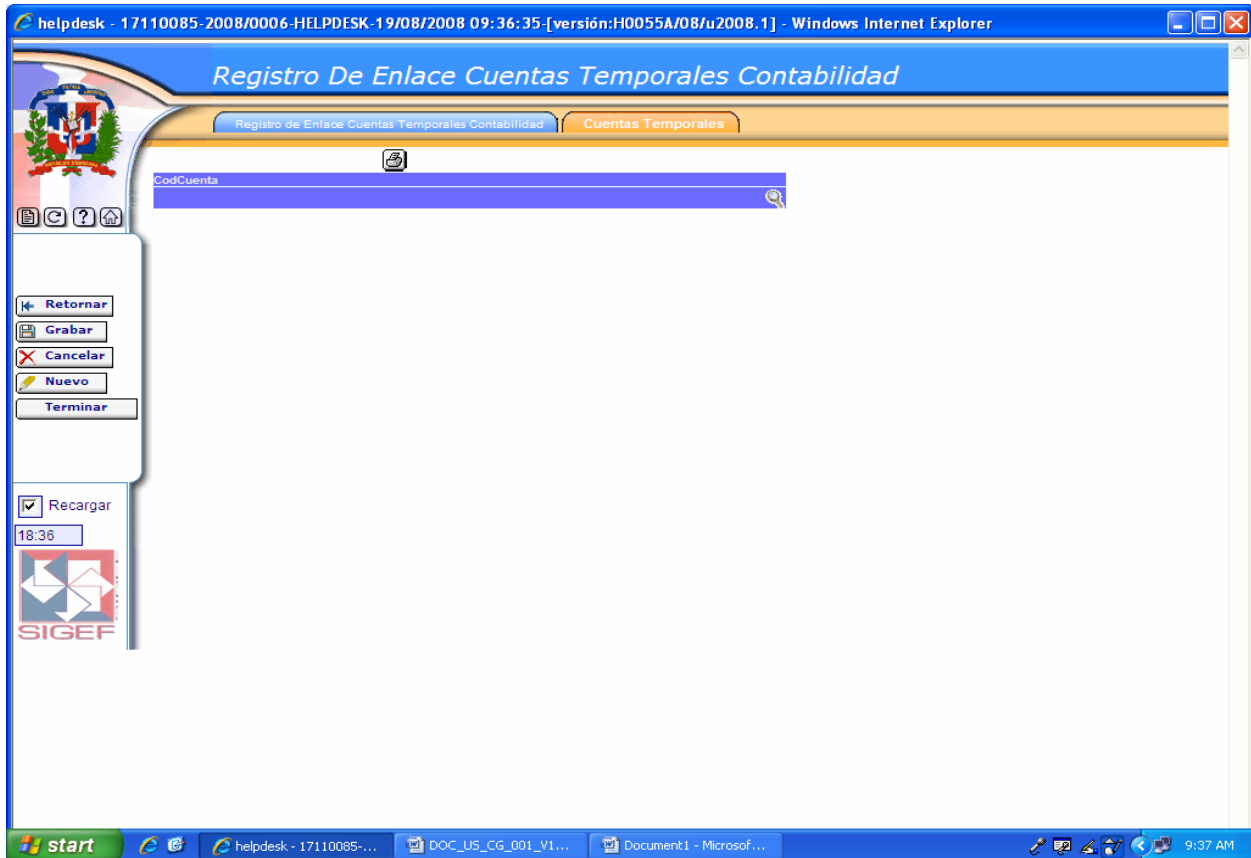 helpdesk - 17110085-2008/0006-HELPDESK-19/08/2008 09:36:35-[versión:H0055A/08/u2008.1] - Windows Internet Explorer
Registro De Enlace Cuentas Temporales Contabilidad
Registro de Enlace Cuentas Temporales Contabilidad
Cuentas Temporales
CodCuenta
Retornar
Grabar
Cancelar
Nuevo
Terminar
Recargar
18:36
SIGEF
start
helpdesk - 17110085-...
DOC_US_CG_001_V1...
Document1 - Microsof...
9:37 AM